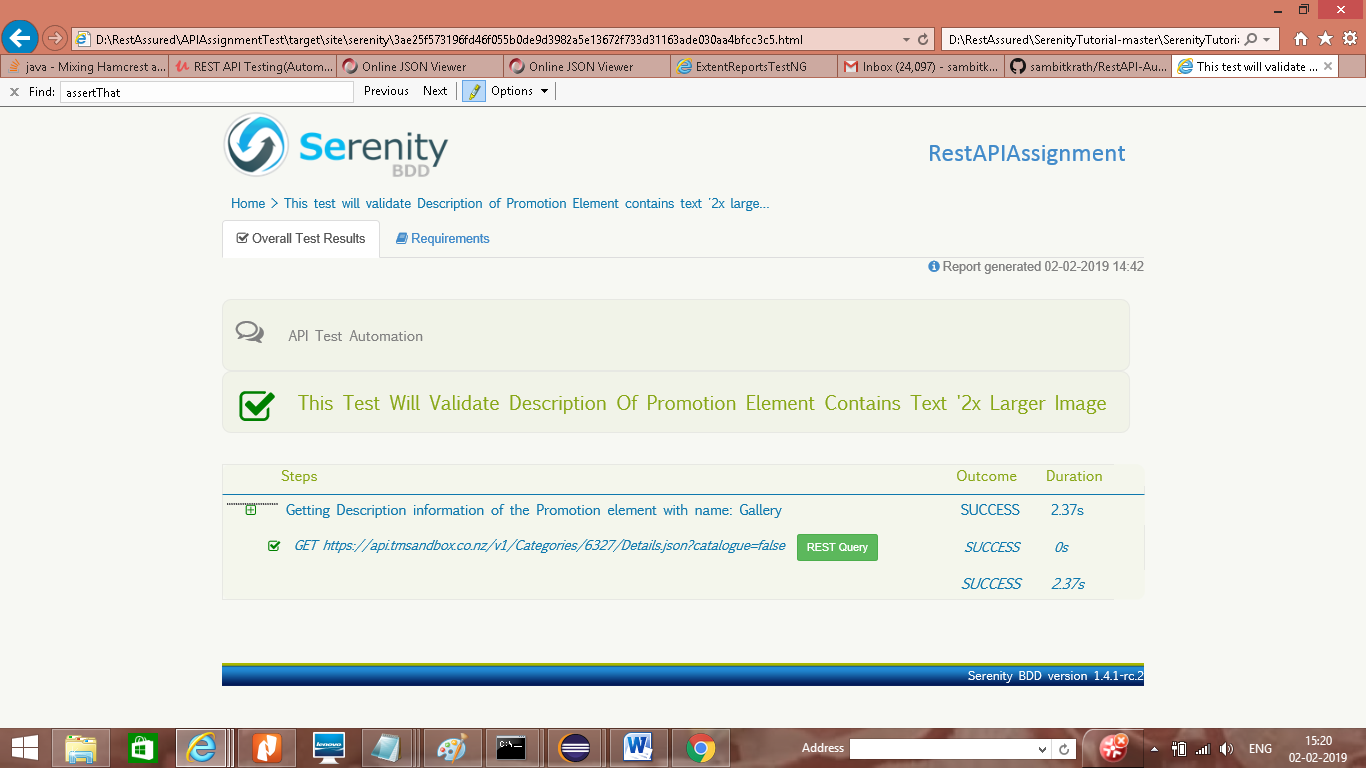 D:\RestAssured\APIAssignmentTest\target\site\serenity\3ae25f573196fd46f055b0de9d3982a5e13672f733d31163ade030aa4bfcc3c5.html
D:\RestAssured\SerenityTutorial-master\SerenityTutori
java - Mixing Hamcrest a...
REST API Testing(Autom...
Online JSON Viewer
Online JSON Viewer
ExtentReportsTestNG
Inbox (24,097) - sambitk...
sambitkrath/RestAPI-Au...
This test will validate ...
Find: assertThat Previous Next Options
Serenity
BDD
RestAPIAssignment
Home > This test will validate Description of Promotion Element contains text '2x large...
Overall Test Results Requirements
Report generated 02-02-2019 14:42
API Test Automation
This Test Will Validate Description Of Promotion Element Contains Text '2x Larger Image
Steps Outcome Duration
Getting Description information of the Promotion element with name: Gallery SUCCESS 2.37s
GET https://api.tmsandbox.co.nz/v1/Categories/6327/Details.json?catalogue=false REST Query SUCCESS 0s
SUCCESS 2.37s
Serenity BDD version 1.4.1-rc.2
lenovo
C:\
Address
ENG
15:20
02-02-2019